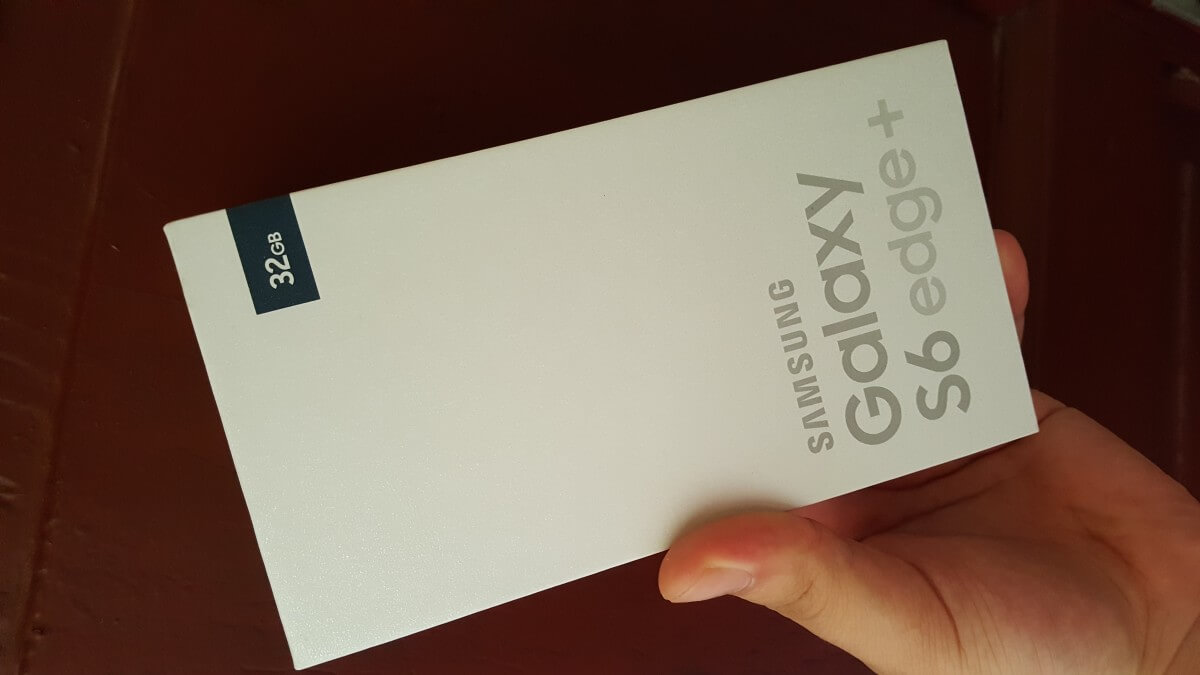 SAMSUNG
Galaxy
S6 edge+
32GB